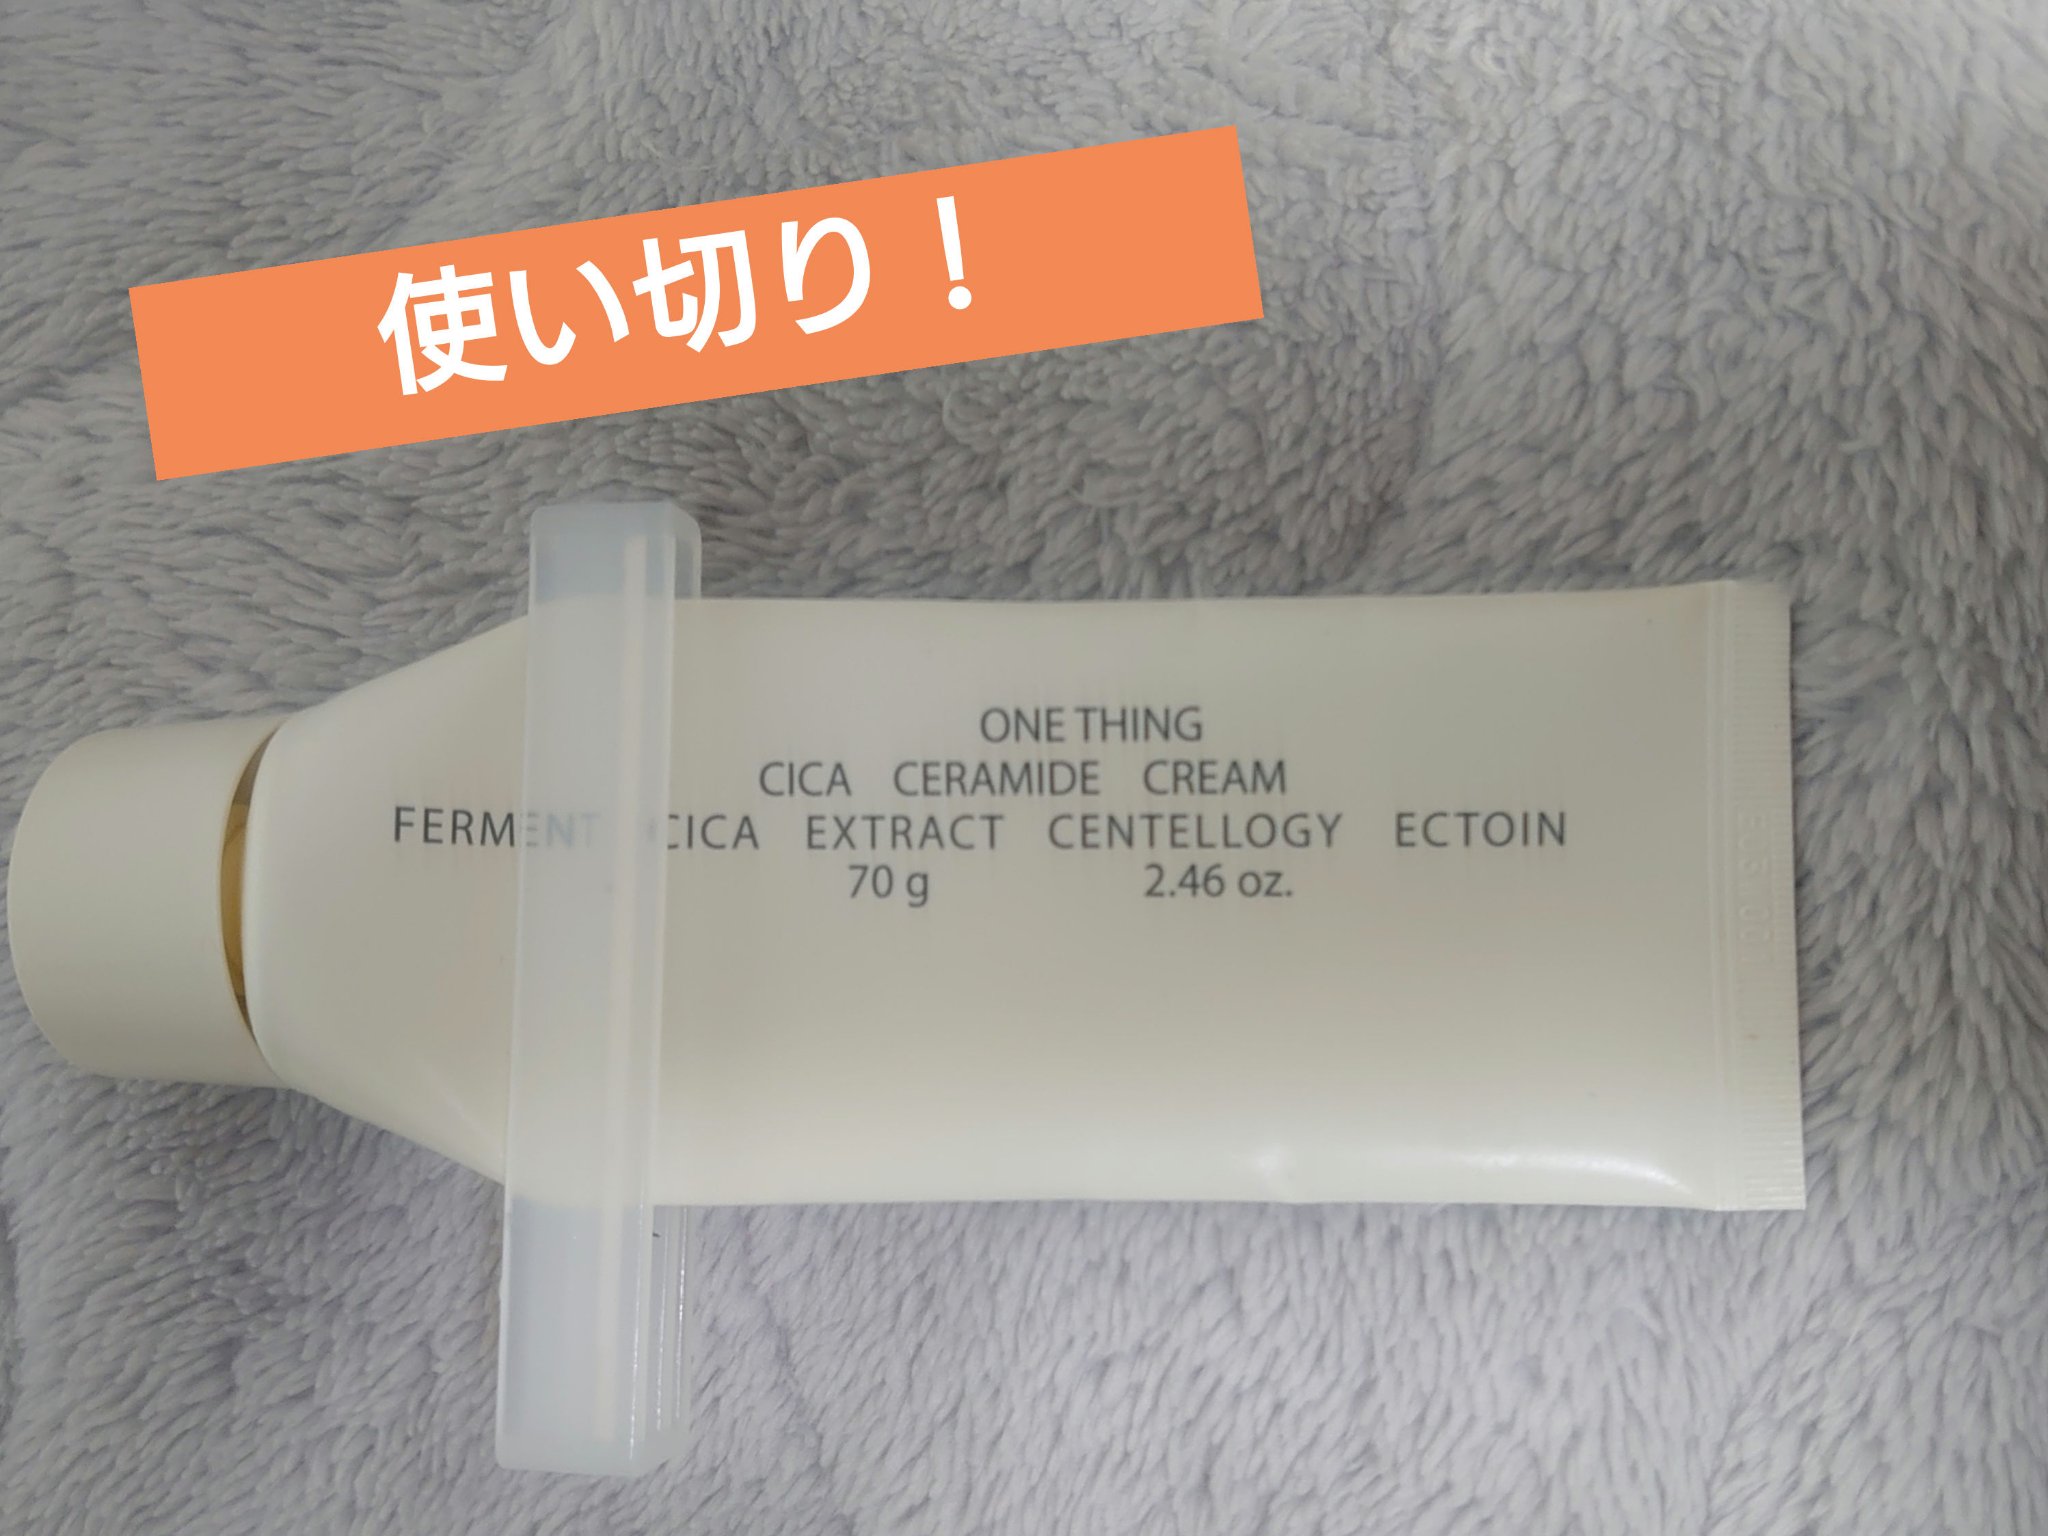 使い切り!
ONE THING
CICA CERAMIDE CREAM
FERMENT CICA EXTRACT CENTELLOGY ECTOIN
70 g 2.46 oz.